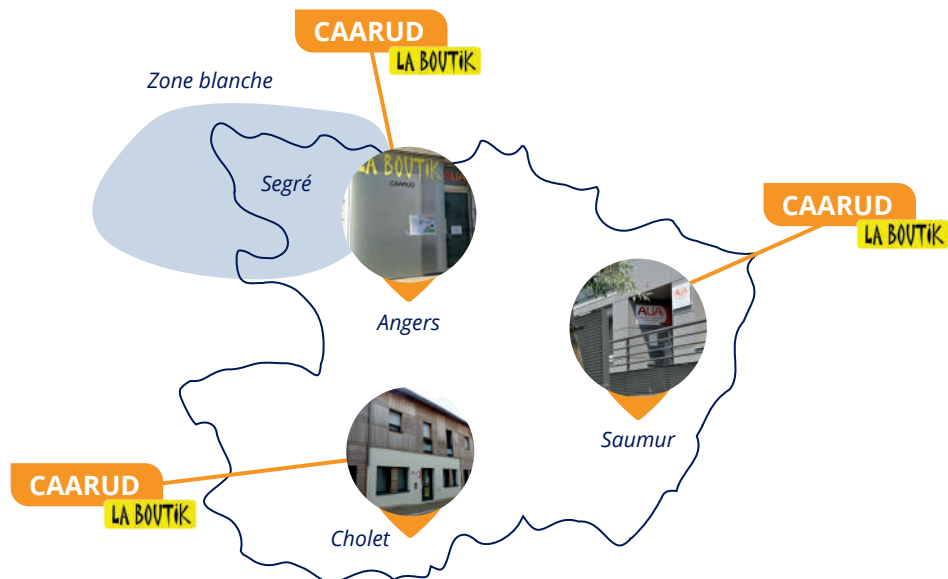 CAARUD
LA BOUTiK
Zone blanche
Segré
LA BOUTiK
CAARUD
ALiA
Angers
CAARUD
LA BOUTiK
ALiA
Saumur
CAARUD
LA BOUTiK
Cholet